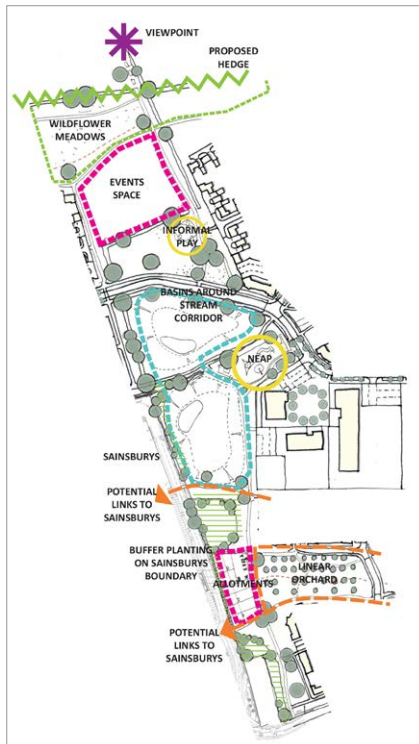 VIEWPOINT
PROPOSED
HEDGE
WILDFLOWER
MEADOWS
EVENTS
SPACE
INFORMAL
PLAY
BASINS AROUND
STREAM
CORRIDOR
NEAP
SAINSBURYS
POTENTIAL
LINKS TO
SAINSBURYS
BUFFER PLANTING
ON SAINSBURYS
BOUNDARY
ALLOTMENTS
LINEAR
ORCHARD
POTENTIAL
LINKS TO
SAINSBURYS